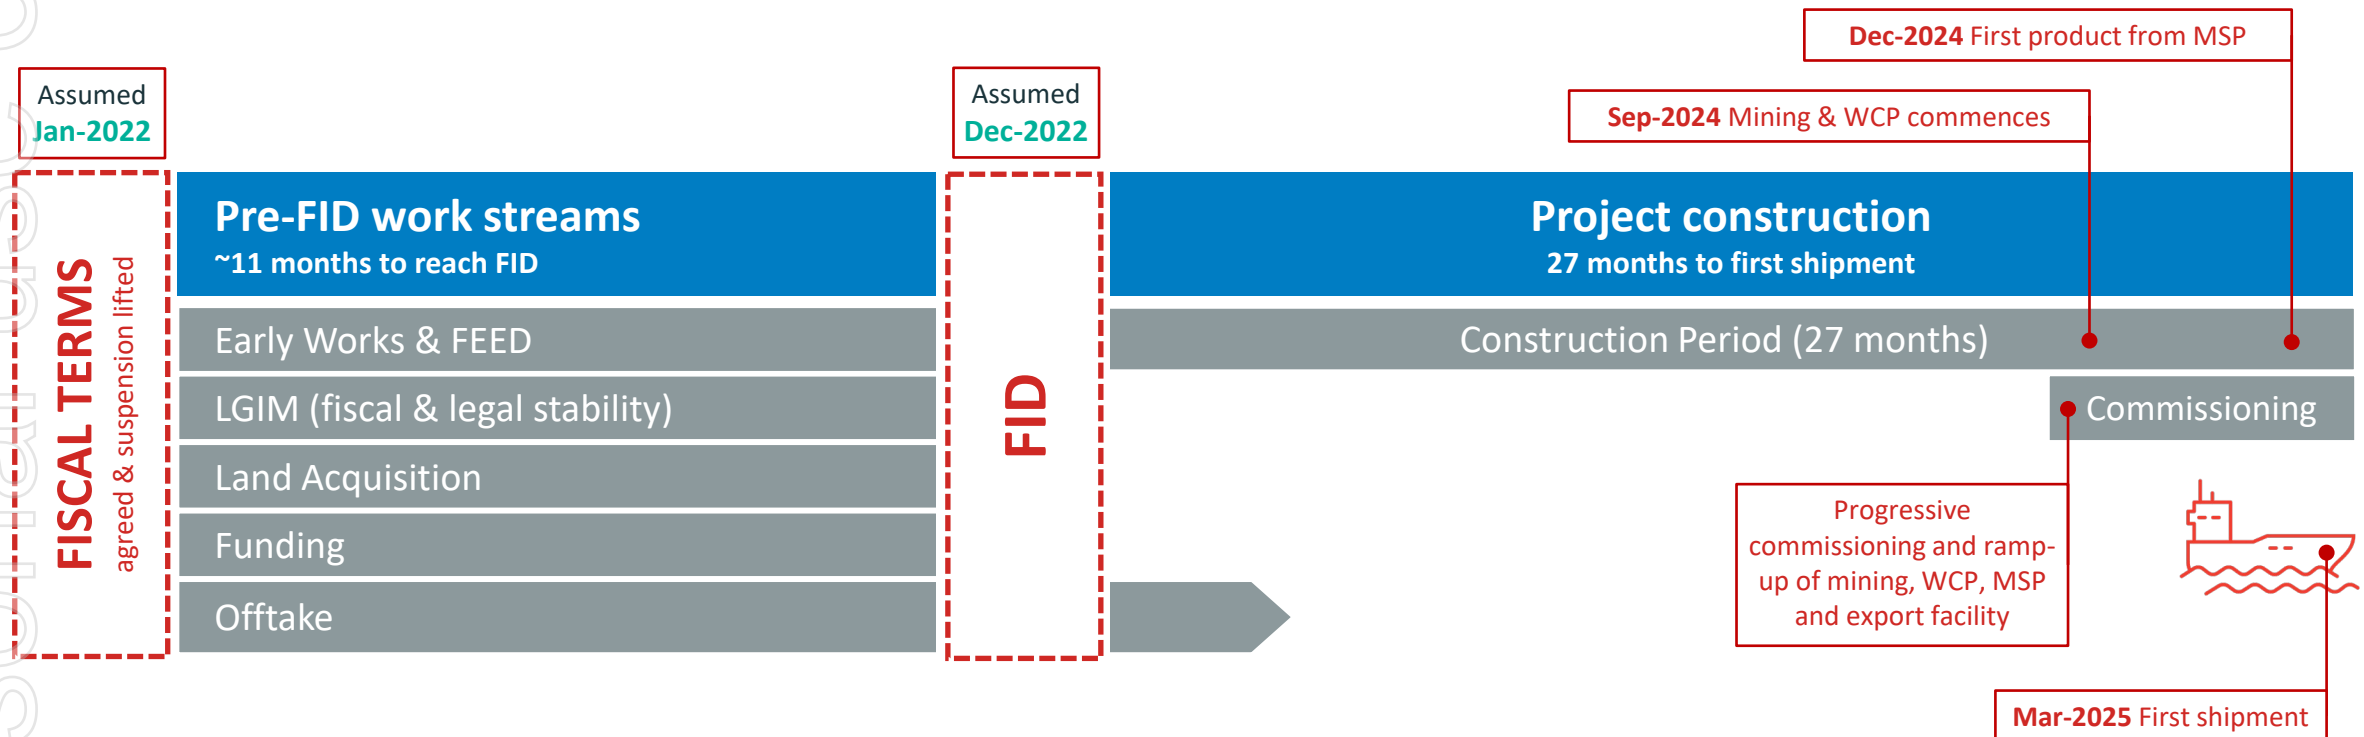 Dec-2024 First product from MSP
Assumed
Jan-2022
Assumed
Dec-2022
Sep-2024 Mining & WCP commences
FISCAL TERMS
agreed & suspension lifted
Pre-FID work streams
~11 months to reach FID
FID
Project construction
27 months to first shipment
Early Works & FEED
Construction Period (27 months)
LGIM (fiscal & legal stability)
Commissioning
Land Acquisition
Funding
Offtake
Progressive
commissioning and ramp-
up of mining, WCP, MSP
and export facility
Mar-2025 First shipment